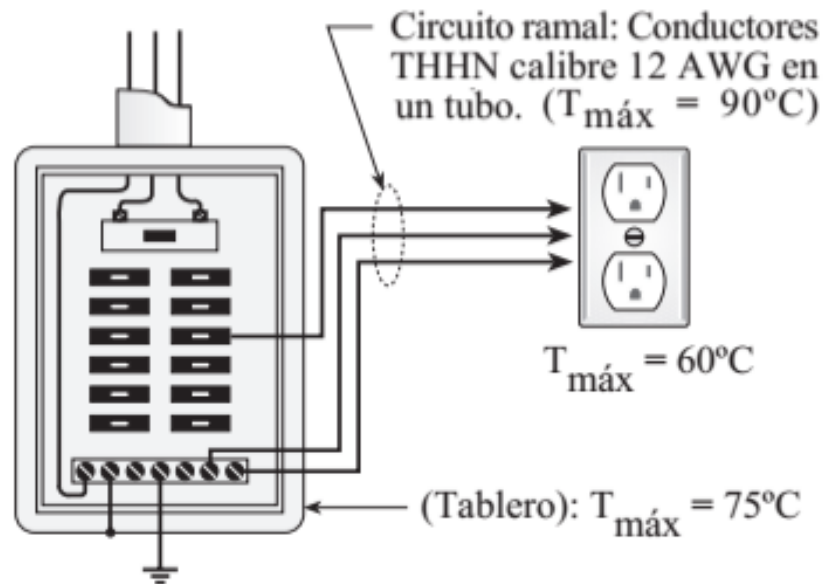 Circuito ramal: Conductores
THHN calibre 12 AWG en
un tubo. (Tmáx = 90ºC)
Tmáx = 60ºC
(Tablero): Tmáx = 75ºC